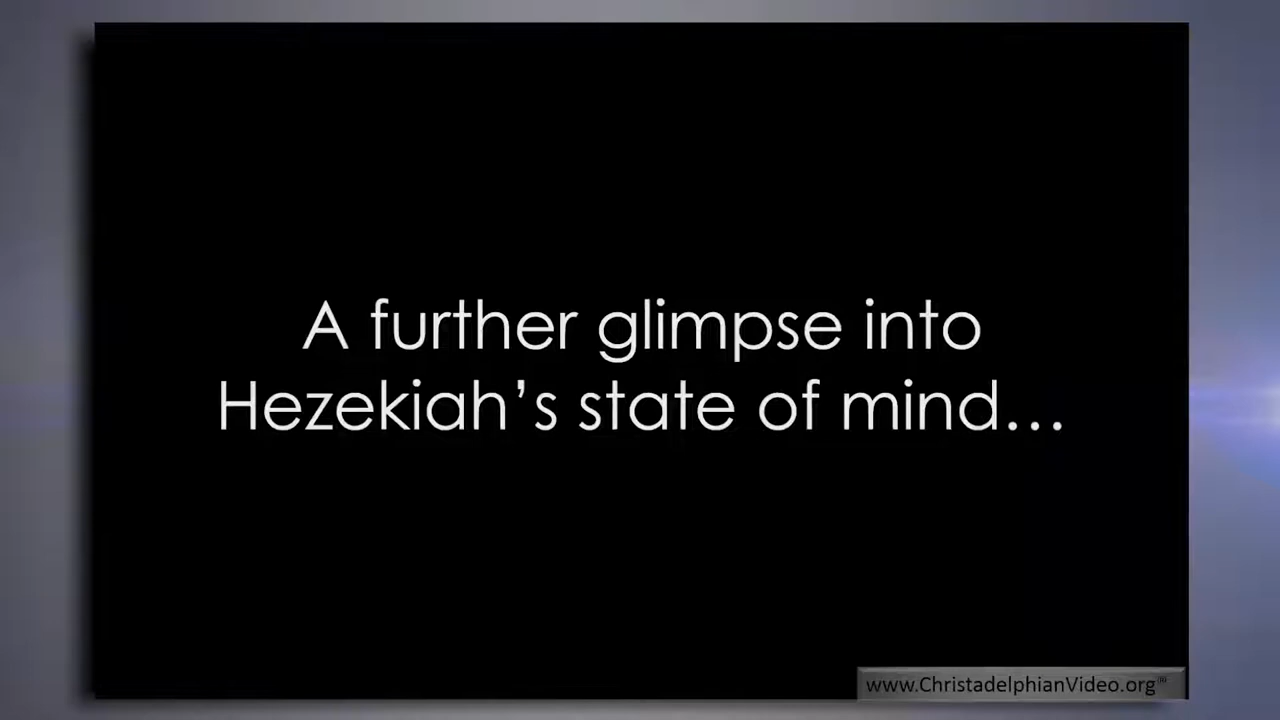 A further glimpse into
Hezekiah’s state of mind…
www.ChristadelphianVideo.org®